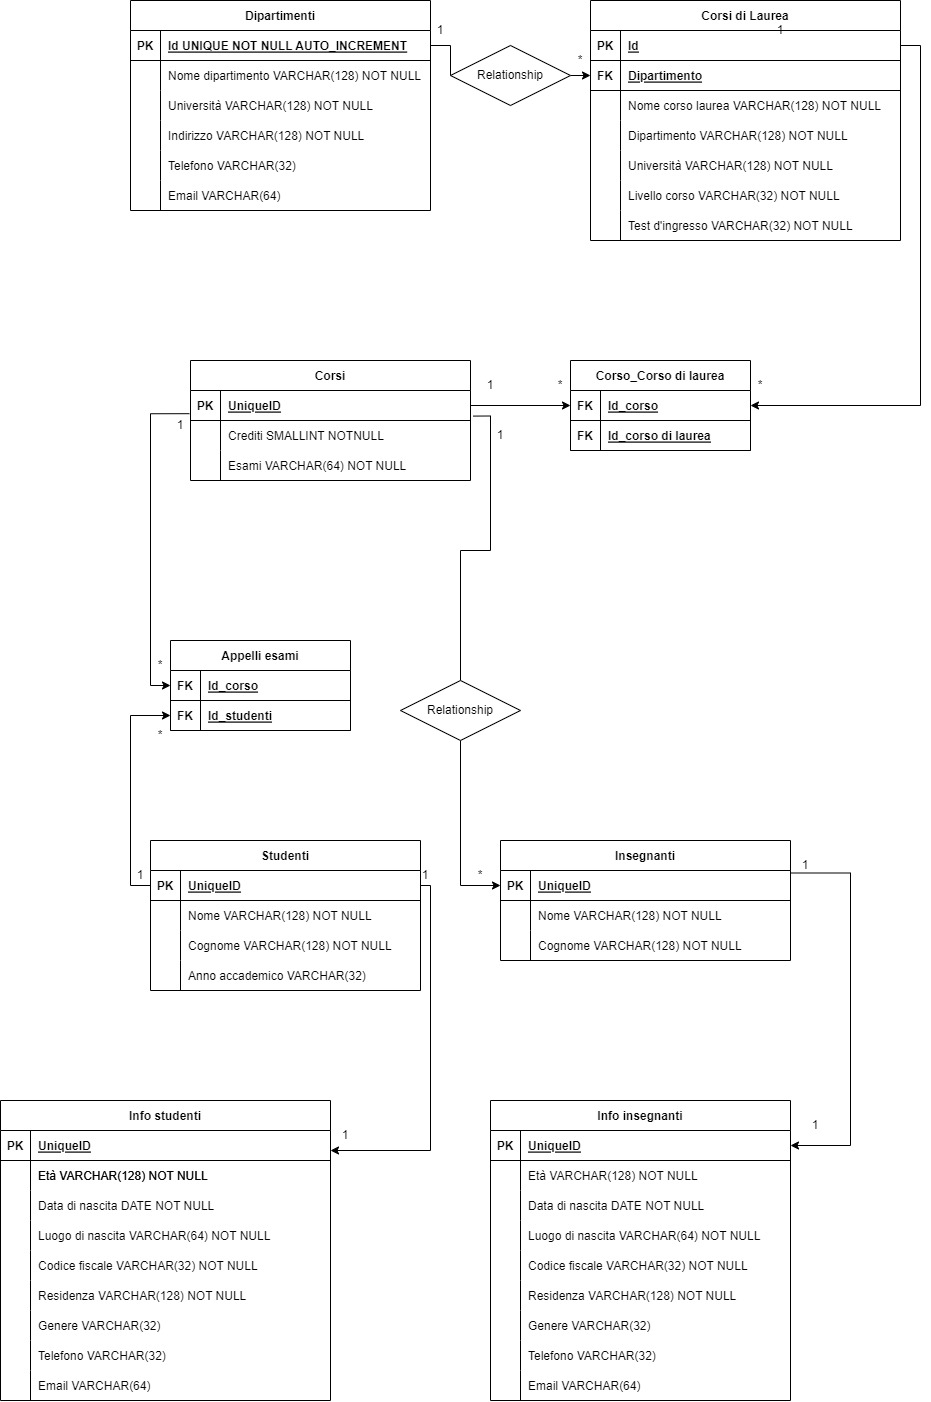 Dipartimenti
PK Id UNIQUE NOT NULL AUTO_INCREMENT
Nome dipartimento VARCHAR(128) NOT NULL
Università VARCHAR(128) NOT NULL
Indirizzo VARCHAR(128) NOT NULL
Telefono VARCHAR(32)
Email VARCHAR(64)
1
Relationship
*
Corsi di Laurea
1
PK Id
FK Dipartimento
Nome corso laurea VARCHAR(128) NOT NULL
Dipartimento VARCHAR(128) NOT NULL
Università VARCHAR(128) NOT NULL
Livello corso VARCHAR(32) NOT NULL
Test d'ingresso VARCHAR(32) NOT NULL
Corsi
PK UniqueID
Crediti SMALLINT NOTNULL
Esami VARCHAR(64) NOT NULL
1
1
*
1
Corso_Corso di laurea
FK Id_corso
FK Id_corso di laurea
*
Appelli esami
FK Id_corso
FK Id_studenti
*
*
Relationship
Studenti
PK UniqueID
Nome VARCHAR(128) NOT NULL
Cognome VARCHAR(128) NOT NULL
Anno accademico VARCHAR(32)
1
1
*
Insegnanti
PK UniqueID
Nome VARCHAR(128) NOT NULL
Cognome VARCHAR(128) NOT NULL
1
Info studenti
PK UniqueID
Età VARCHAR(128) NOT NULL
Data di nascita DATE NOT NULL
Luogo di nascita VARCHAR(64) NOT NULL
Codice fiscale VARCHAR(32) NOT NULL
Residenza VARCHAR(128) NOT NULL
Genere VARCHAR(32)
Telefono VARCHAR(32)
Email VARCHAR(64)
1
Info insegnanti
PK UniqueID
Età VARCHAR(128) NOT NULL
Data di nascita DATE NOT NULL
Luogo di nascita VARCHAR(64) NOT NULL
Codice fiscale VARCHAR(32) NOT NULL
Residenza VARCHAR(128) NOT NULL
Genere VARCHAR(32)
Telefono VARCHAR(32)
Email VARCHAR(64)
1